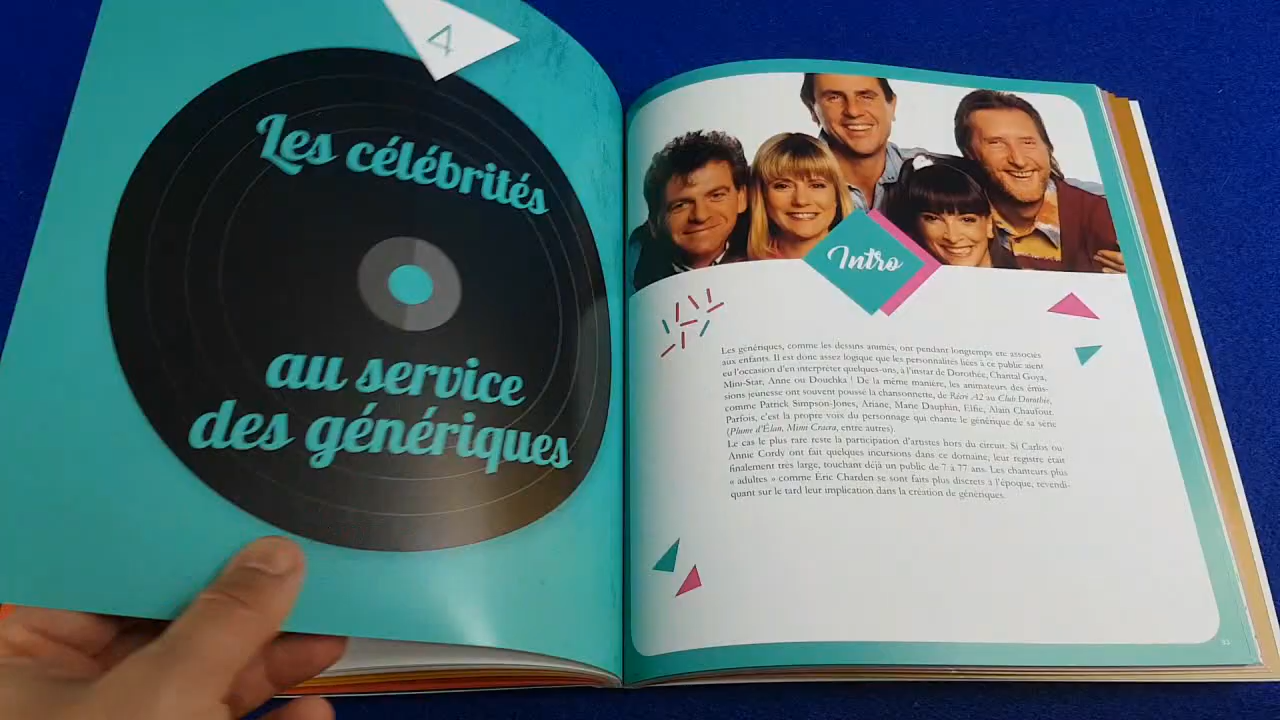 4
Les célébrités
au service
des génériques
Intro
Les génériques, comme les dessins animés, ont pendant longtemps été associés
aux enfants. Il est donc assez logique que les personnalités liées à ce public aient
eu l'occasion d'en interpréter quelques-uns, à l'instar de Dorothée, Chantal Goya,
Mini-Star, Anne ou Douchka ! De la même manière, les animateurs des émis-
sions jeunesse ont souvent poussé la chansonnette, de Récré A2 au Club Dorothée,
comme Patrick Simpson-Jones, Ariane, Marie Dauphin, Elfie, Alain Chaufour.
Parfois, c'est la propre voix du personnage qui chante le générique de sa série
(Plume d'Élan, Mimi Cracra, entre autres).
Le cas le plus rare reste la participation d'artistes hors du circuit. Si Carlos ou
Annie Cordy ont fait quelques incursions dans ce domaine, leur registre était
finalement très large, touchant déjà un public de 7 à 77 ans. Les chanteurs plus
« adultes » comme Éric Charden se sont faits plus discrets à l'époque, revendi-
quant sur le tard leur implication dans la création de génériques.